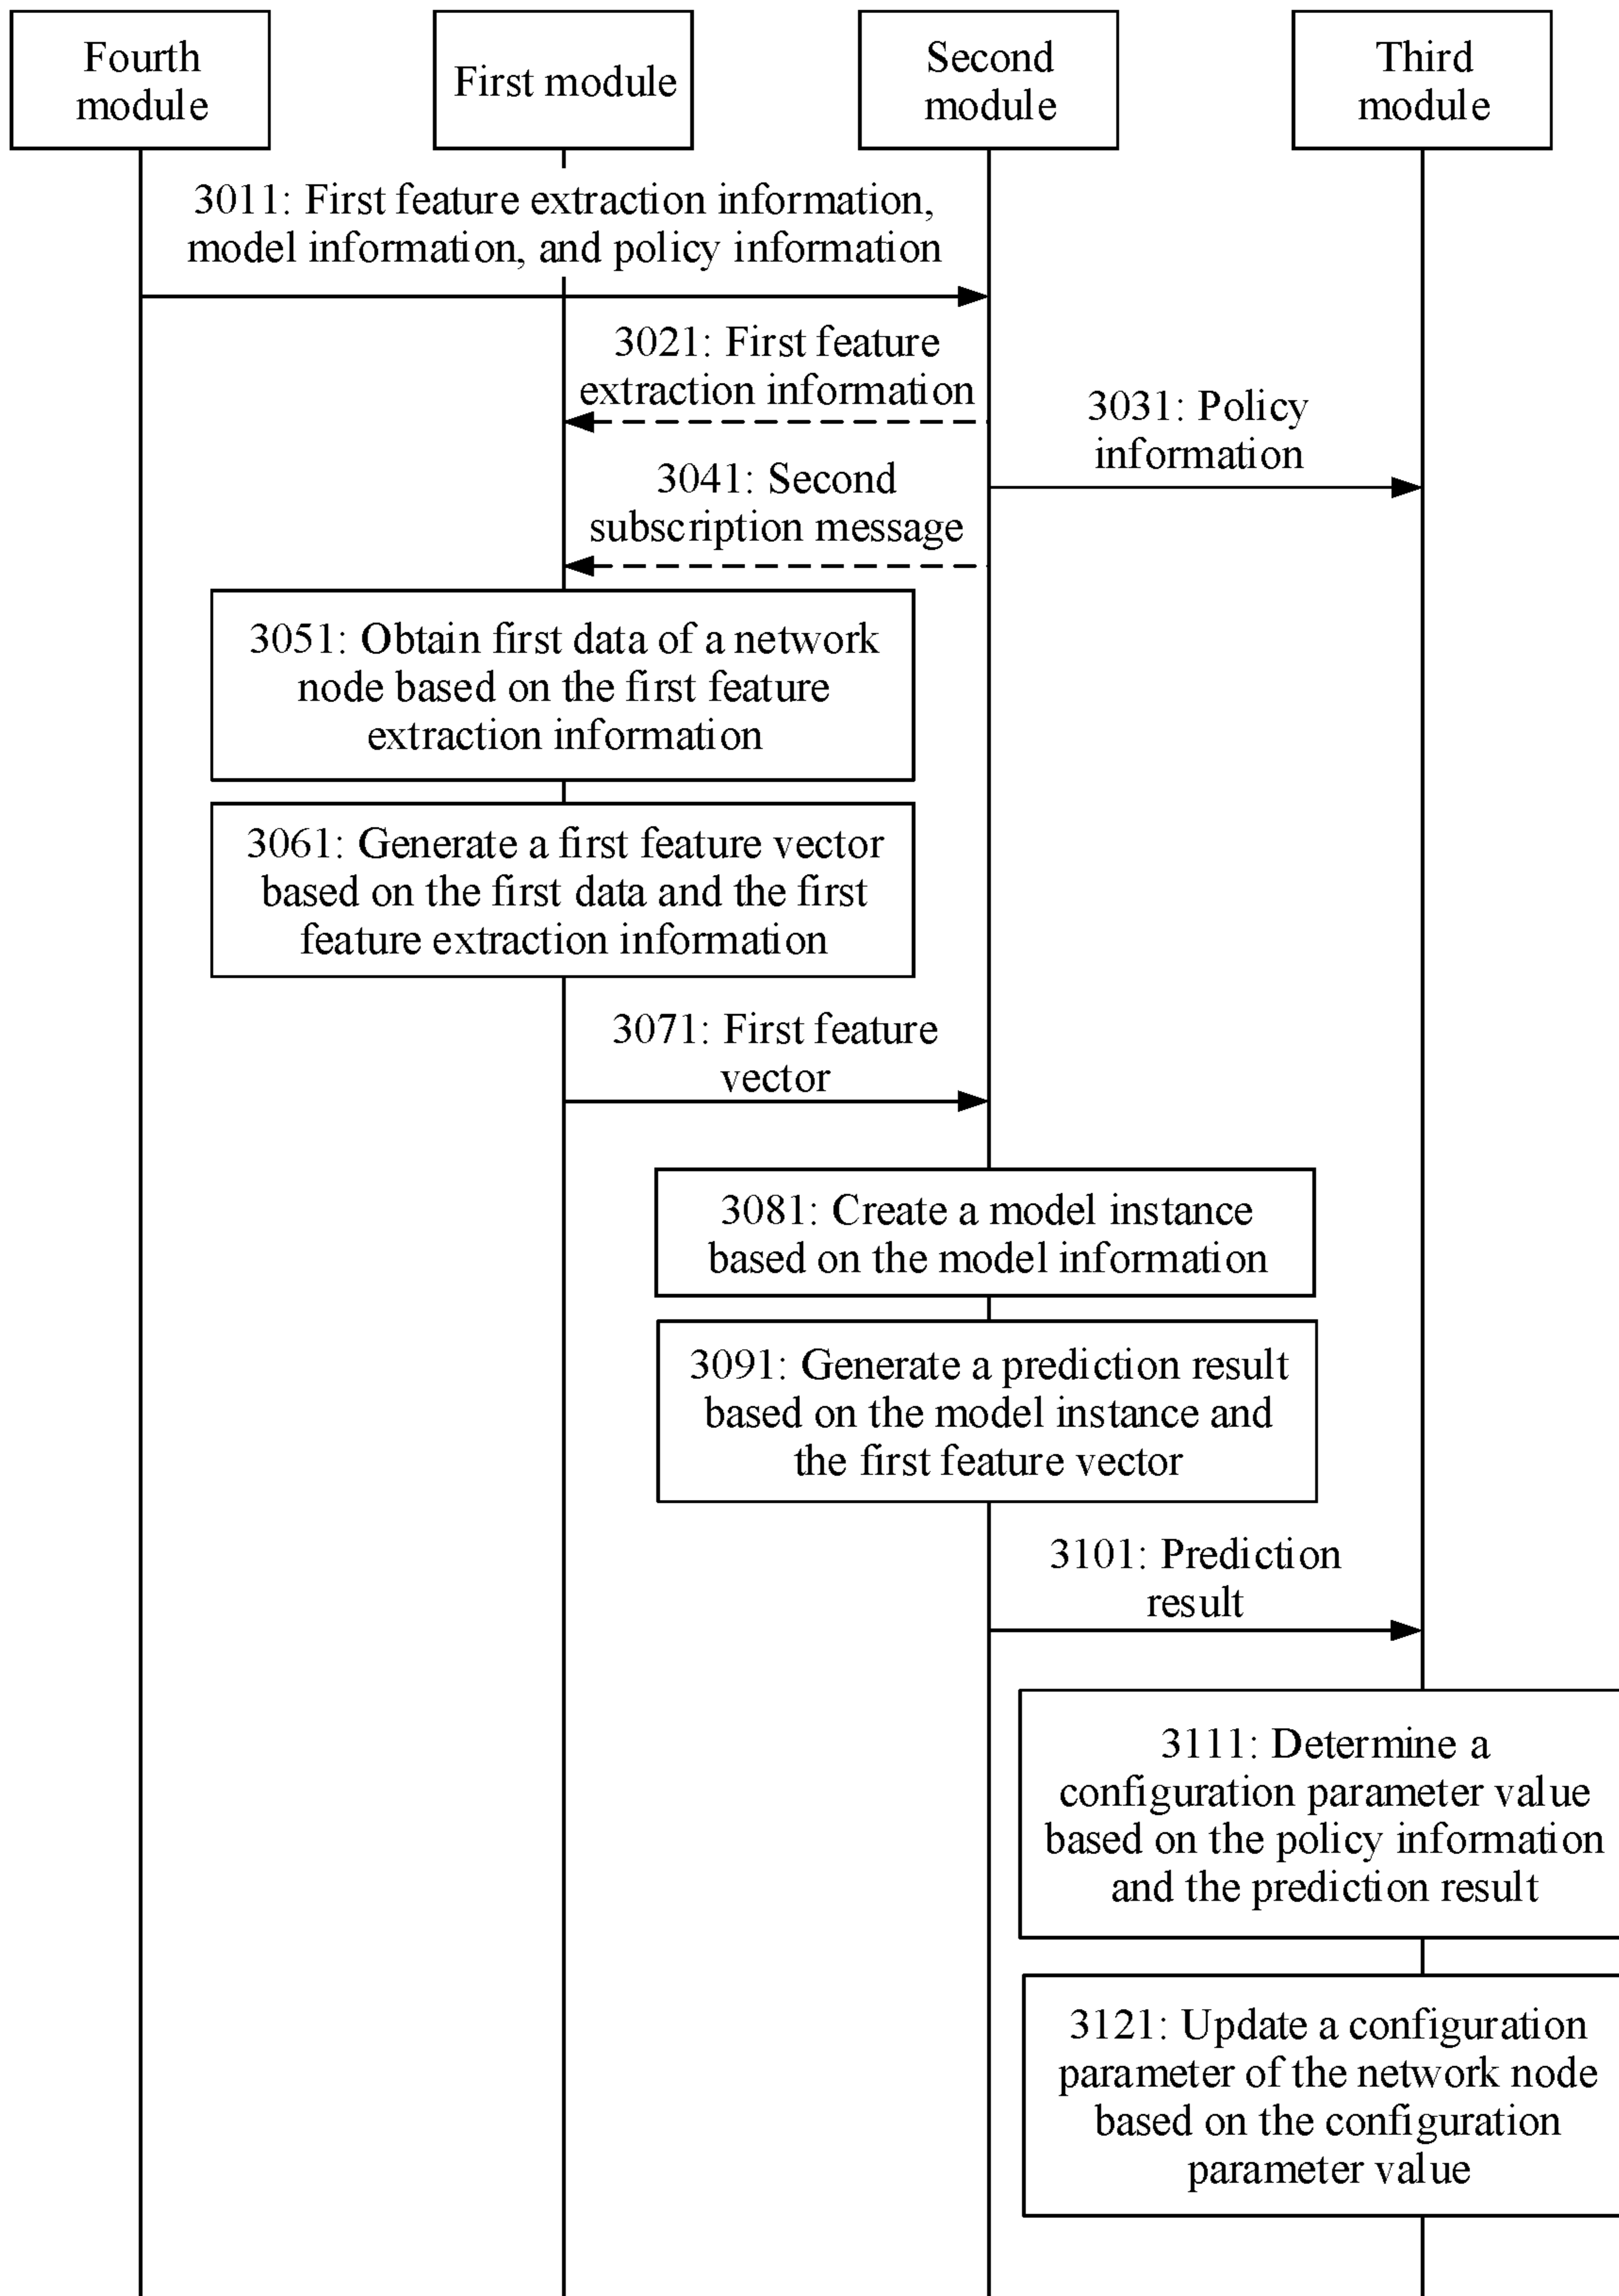 Fourth
module
First module
Second
module
Third
module
3011: First feature extraction information,
model information, and policy information
3021: First feature
extraction information
3031: Policy
information
3041: Second
subscription message
3051: Obtain first data of a network
node based on the first feature
extraction information
3061: Generate a first feature vector
based on the first data and the first
feature extraction information
3071: First feature
vector
3081: Create a model instance
based on the model information
3091: Generate a prediction result
based on the model instance and
the first feature vector
3101: Prediction
result
3111: Determine a
configuration parameter value
based on the policy information
and the prediction result
3121: Update a configuration
parameter of the network node
based on the configuration
parameter value